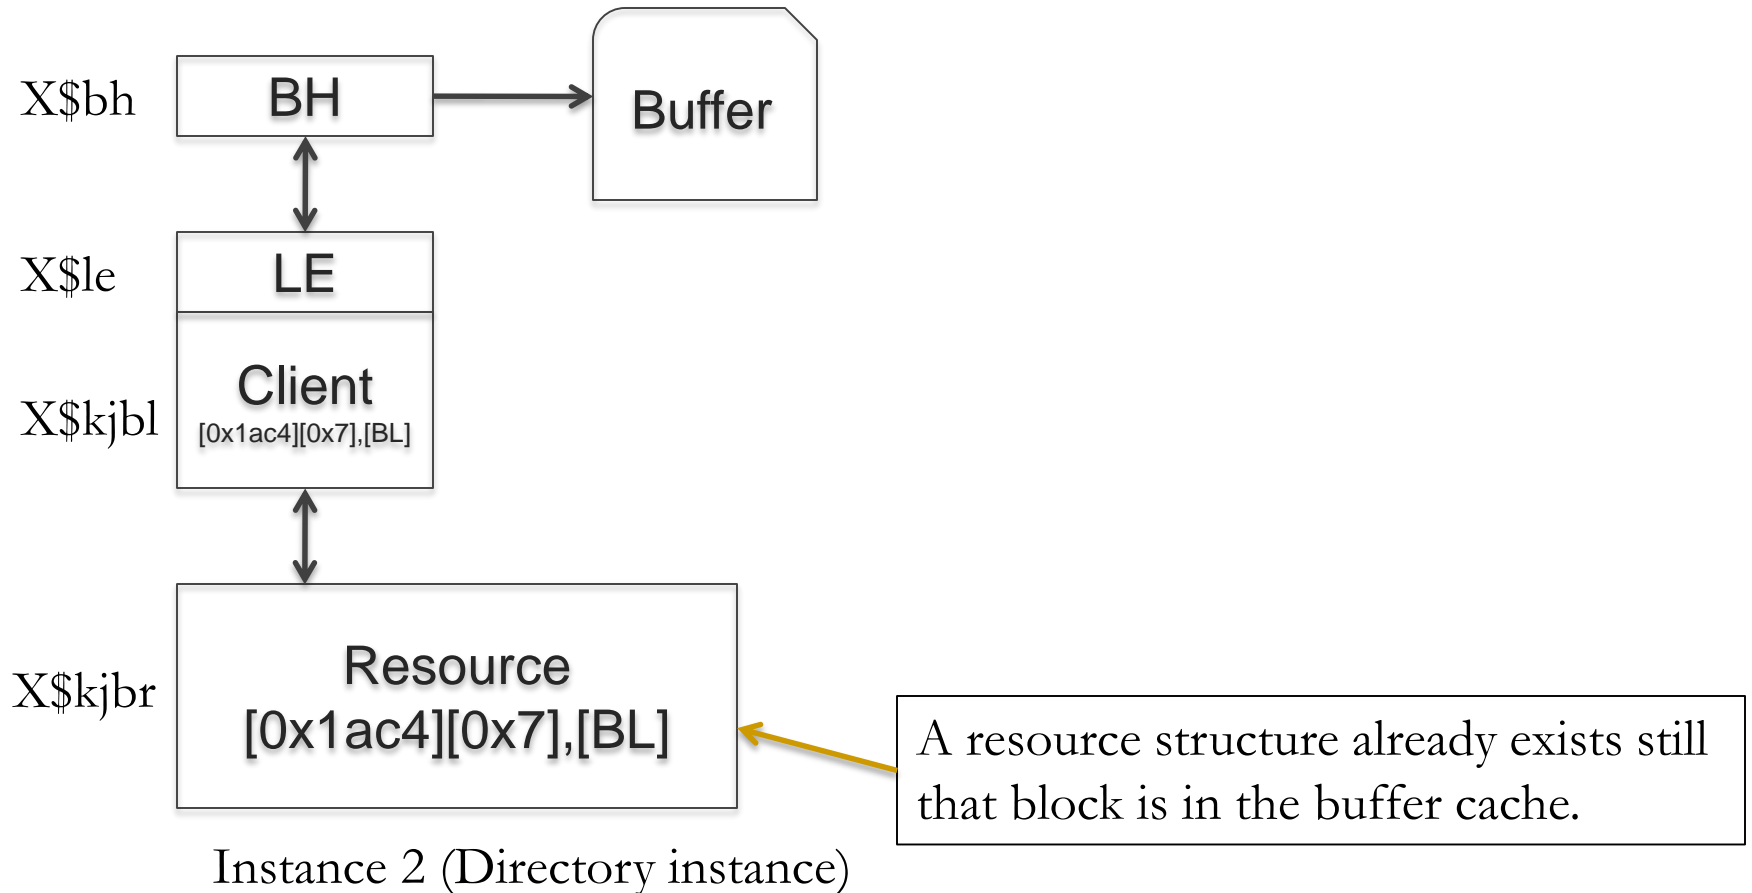 X$bh
BH
Buffer
X$le
LE
X$kjbl
Client
[0x1ac4][0x7],[BL]
X$kjbr
Resource
[0x1ac4][0x7],[BL]
A resource structure already exists still
that block is in the buffer cache.
Instance 2 (Directory instance)